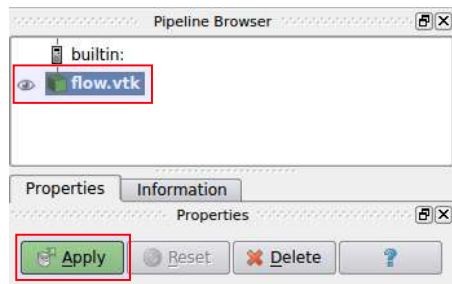 Pipeline Browser
builtin:
flow.vtk
Properties Information
Properties
Apply Reset Delete ?